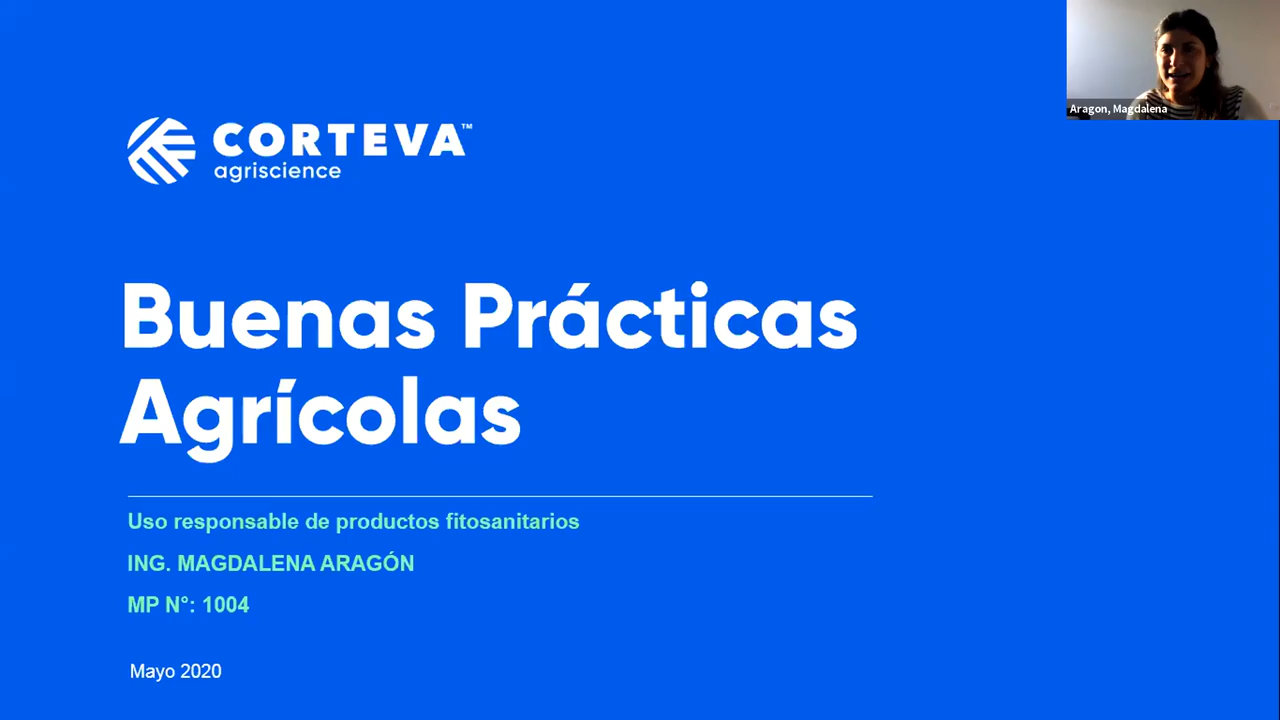 CORTEVA™
agriscience
Buenas Prácticas
Agrícolas
Uso responsable de productos fitosanitarios
ING. MAGDALENA ARAGÓN
MP N°: 1004
Mayo 2020
Aragon, Magdalena